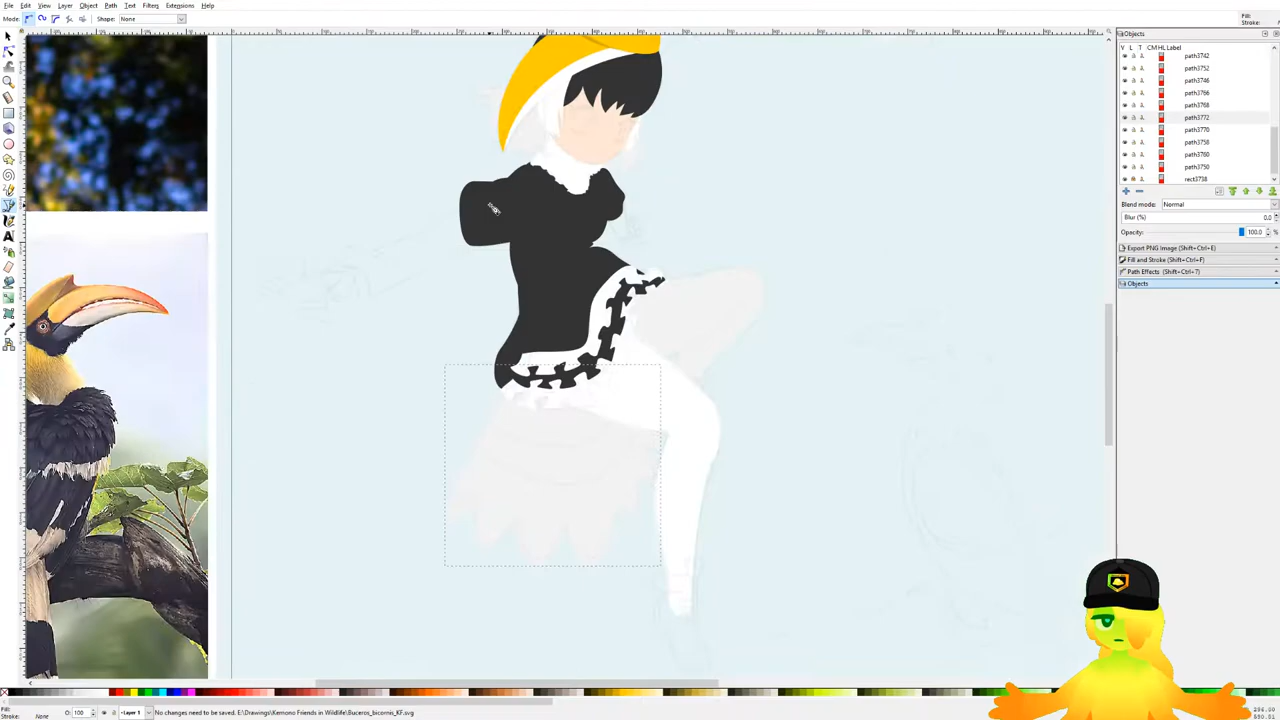 File Edit View Layer Object Path Text Filters Extensions Help
Mode: Shape: None
Fill:
Stroke:
Objects
V L T CM HL Label
path3742
path3752
path3746
path3766
path3768
path3772
path3770
path3758
path3760
path3750
rect3738
Blend mode: Normal
Blur (%) 0.0
Opacity: 100.0 %
Export PNG Image (Shift+Ctrl+E)
Fill and Stroke (Shift+Ctrl+F)
Path Effects (Shift+Ctrl+7)
Objects
Fill:
Stroke: None
O: 100
Layer 1
No changes need to be saved. E:\Drawings\Kemono Friends in Wildlife\Buceros_bicornis_KF.svg